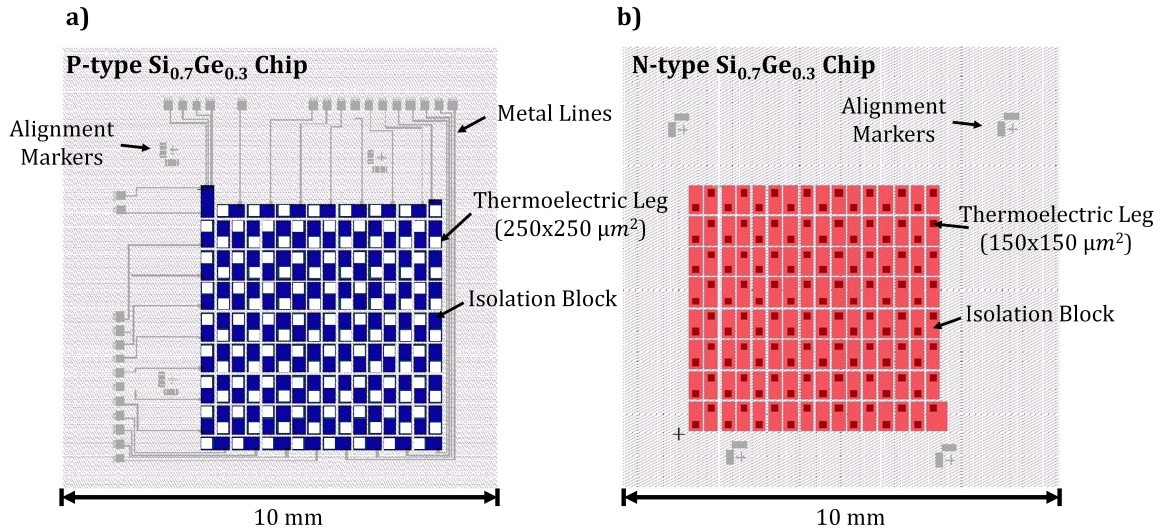 a)
P-type Si₀.₇Ge₀.₃ Chip
Metal Lines
Alignment
Markers
Thermoelectric Leg
(250x250 μm²)
Isolation Block
10 mm
b)
N-type Si₀.₇Ge₀.₃ Chip
Alignment
Markers
Thermoelectric Leg
(150x150 μm²)
Isolation Block
10 mm